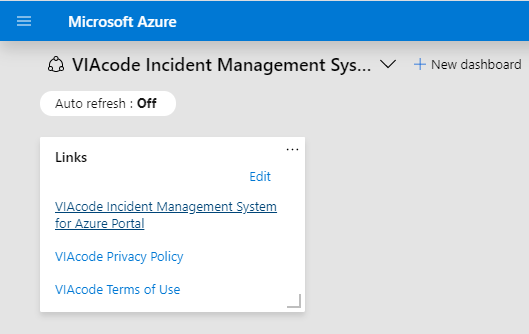 Microsoft Azure
VIAcode Incident Management Sys...
+ New dashboard
Auto refresh : Off
Links
...
Edit
VIAcode Incident Management System
for Azure Portal
VIAcode Privacy Policy
VIAcode Terms of Use